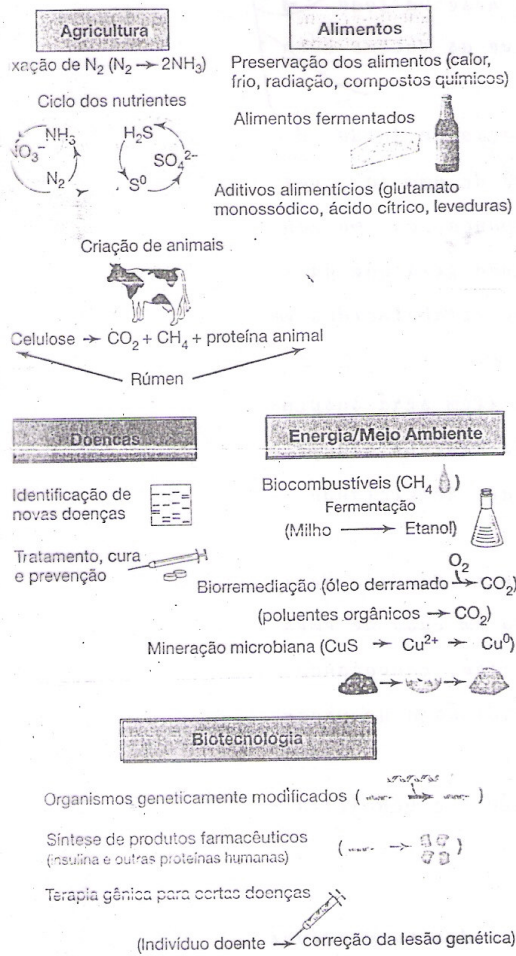 Agricultura
xação de N₂ (N₂ → 2NH₃)
Ciclo dos nutrientes
NH₃
O₃⁻
N₂
H₂S
SO₄²⁻
S⁰
Criação de animais
Celulose → CO₂ + CH₄ + proteína animal
Rúmen
Alimentos
Preservação dos alimentos (calor,
frio, radiação, compostos químicos)
Alimentos fermentados
Aditivos alimentícios (glutamato
monossódico, ácido cítrico, leveduras)
Doenças
Identificação de
novas doenças
Tratamento, cura
e prevenção
Energia/Meio Ambiente
Biocombustíveis (CH₄ )
Fermentação
(Milho → Etanol)
O₂
Biorremediação (óleo derramado → CO₂)
(poluentes orgânicos → CO₂)
Mineração microbiana (CuS → Cu²⁺ → Cu⁰)
Biotecnologia
Organismos geneticamente modificados ( )
Síntese de produtos farmacêuticos
(insulina e outras proteínas humanas)
( → )
Terapia gênica para certas doenças
(Indivíduo doente → correção da lesão genética)